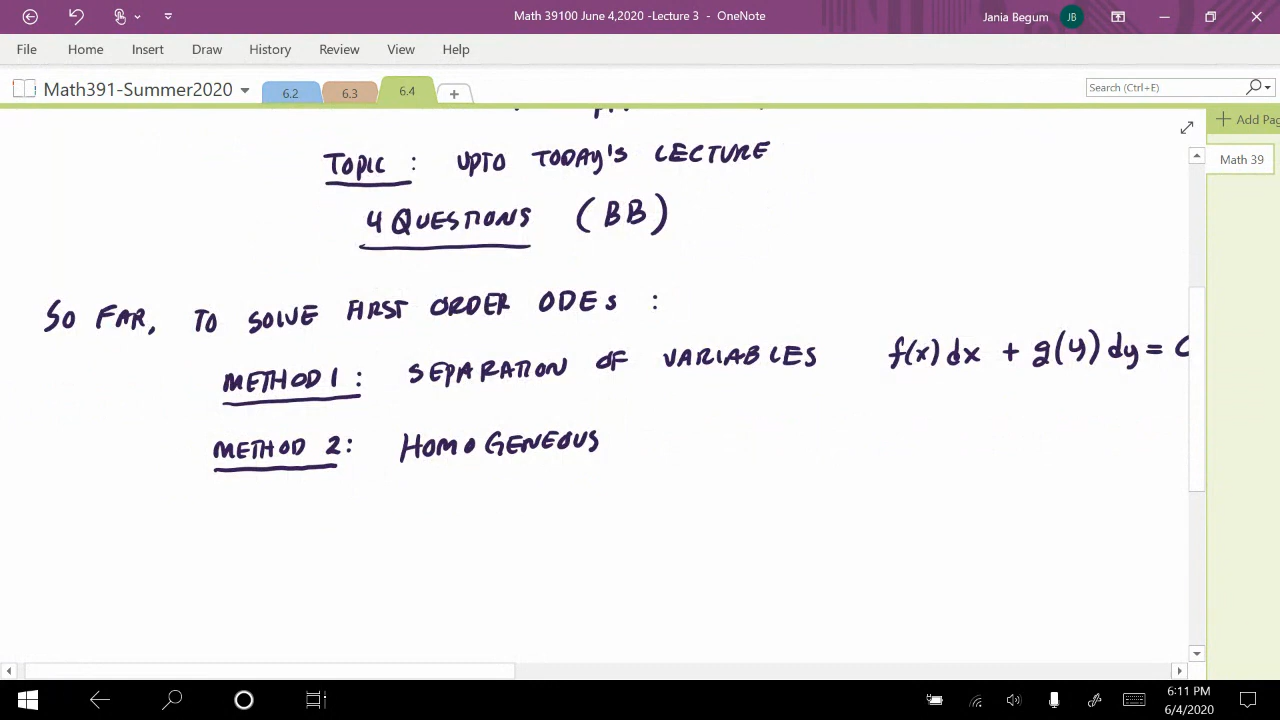 Math 39100 June 4,2020 -Lecture 3 - OneNote
Jania Begum JB
File Home Insert Draw History Review View Help
Math391-Summer2020 6.2 6.3 6.4
Search (Ctrl+E)
Add Pag
Math 39
TOPIC : UPTO TODAY'S LECTURE
4 QUESTIONS (BB)
SO FAR, TO SOLVE FIRST ORDER ODEs :
METHOD 1 : SEPARATION OF VARIABLES f(x) dx + g(y) dy =
METHOD 2: HOMOGENEOUS
6:11 PM
6/4/2020